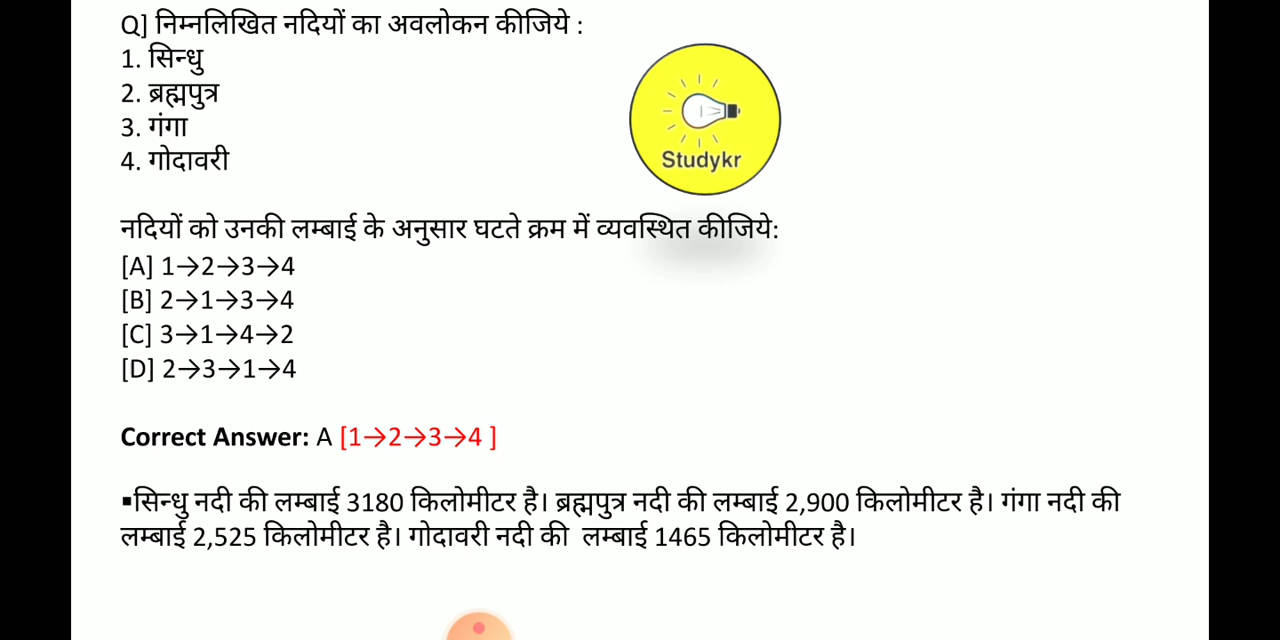 Q] निम्नलिखित नदियों का अवलोकन कीजिये :
1. सिन्धु
2. ब्रह्मपुत्र
3. गंगा
4. गोदावरी
Studykr
नदियों को उनकी लम्बाई के अनुसार घटते क्रम में व्यवस्थित कीजिये:
[A] 1→2→3→4
[B] 2→1→3→4
[C] 3→1→4→2
[D] 2→3→1→4
Correct Answer: A [1→2→3→4 ]
▪सिन्धु नदी की लम्बाई 3180 किलोमीटर है। ब्रह्मपुत्र नदी की लम्बाई 2,900 किलोमीटर है। गंगा नदी की
लम्बाई 2,525 किलोमीटर है। गोदावरी नदी की लम्बाई 1465 किलोमीटर है।